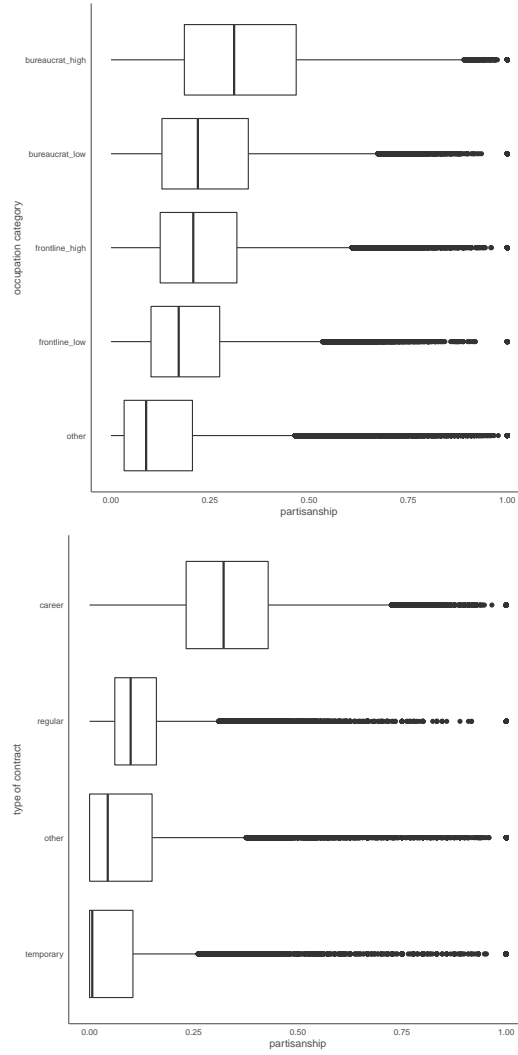 bureaucrat_high
bureaucrat_low
frontline_high
frontline_low
other
occupation category
0.00 0.25 0.50 0.75 1.00
partisanship
career
regular
other
temporary
type of contract
0.00 0.25 0.50 0.75 1.00
partisanship